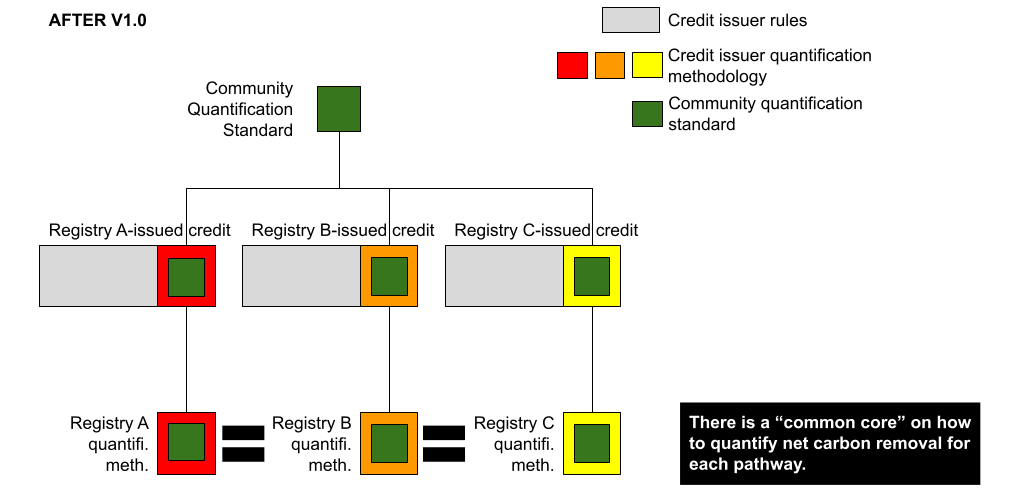 AFTER V1.0
Credit issuer rules
Credit issuer quantification
methodology
Community quantification
standard
Community
Quantification
Standard
Registry A-issued credit
Registry B-issued credit
Registry C-issued credit
Registry A
quantifi.
meth.
Registry B
quantifi.
meth.
Registry C
quantifi.
meth.
There is a “common core” on how
to quantify net carbon removal for
each pathway.